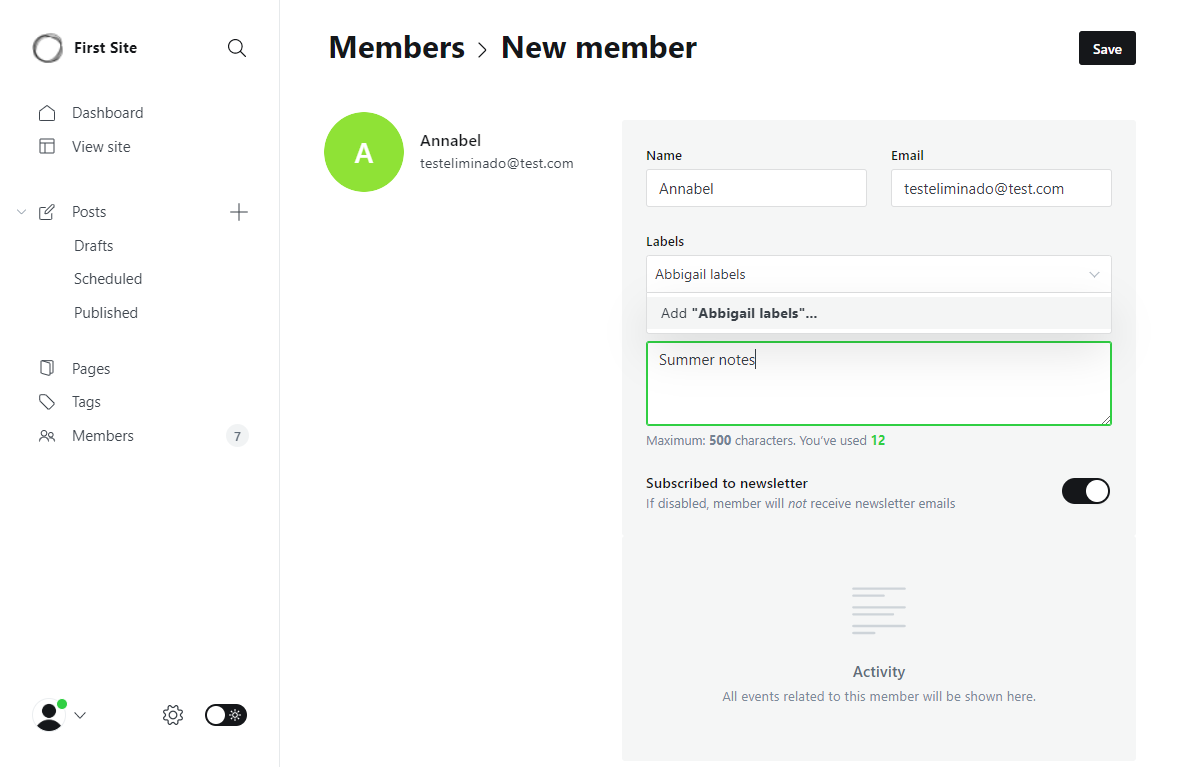 First Site
Dashboard
View site
Posts
Drafts
Scheduled
Published
Pages
Tags
Members
7
Members > New member
Save
A
Annabel
testeliminado@test.com
Name
Annabel
Email
testeliminado@test.com
Labels
Abbigail labels
Add "Abbigail labels"...
Summer notes
Maximum: 500 characters. You've used 12
Subscribed to newsletter
If disabled, member will not receive newsletter emails
Activity
All events related to this member will be shown here.